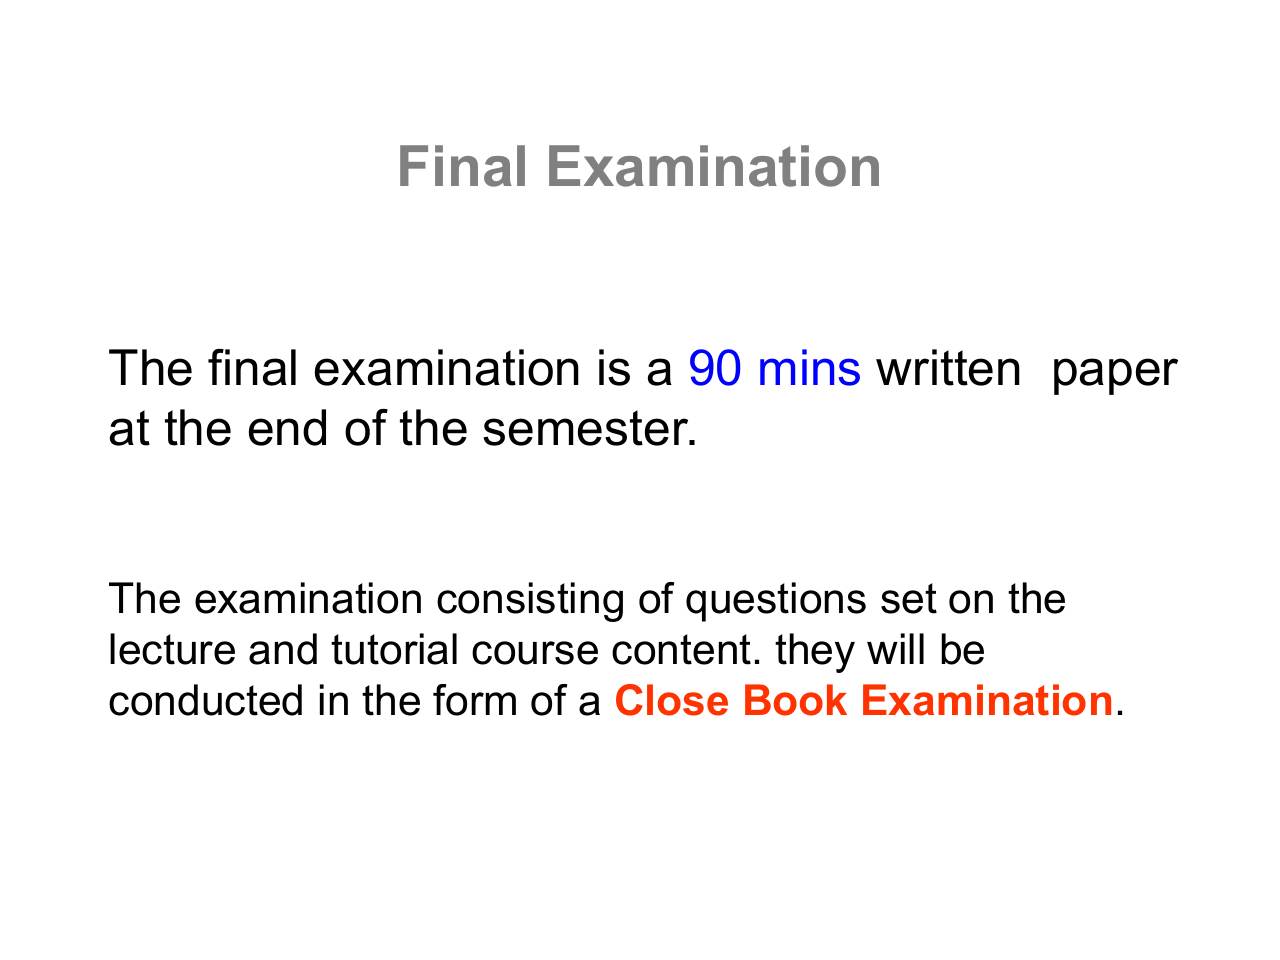 Final Examination
The final examination is a 90 mins written  paper
at the end of the semester.
The examination consisting of questions set on the
lecture and tutorial course content. they will be
conducted in the form of a Close Book Examination.